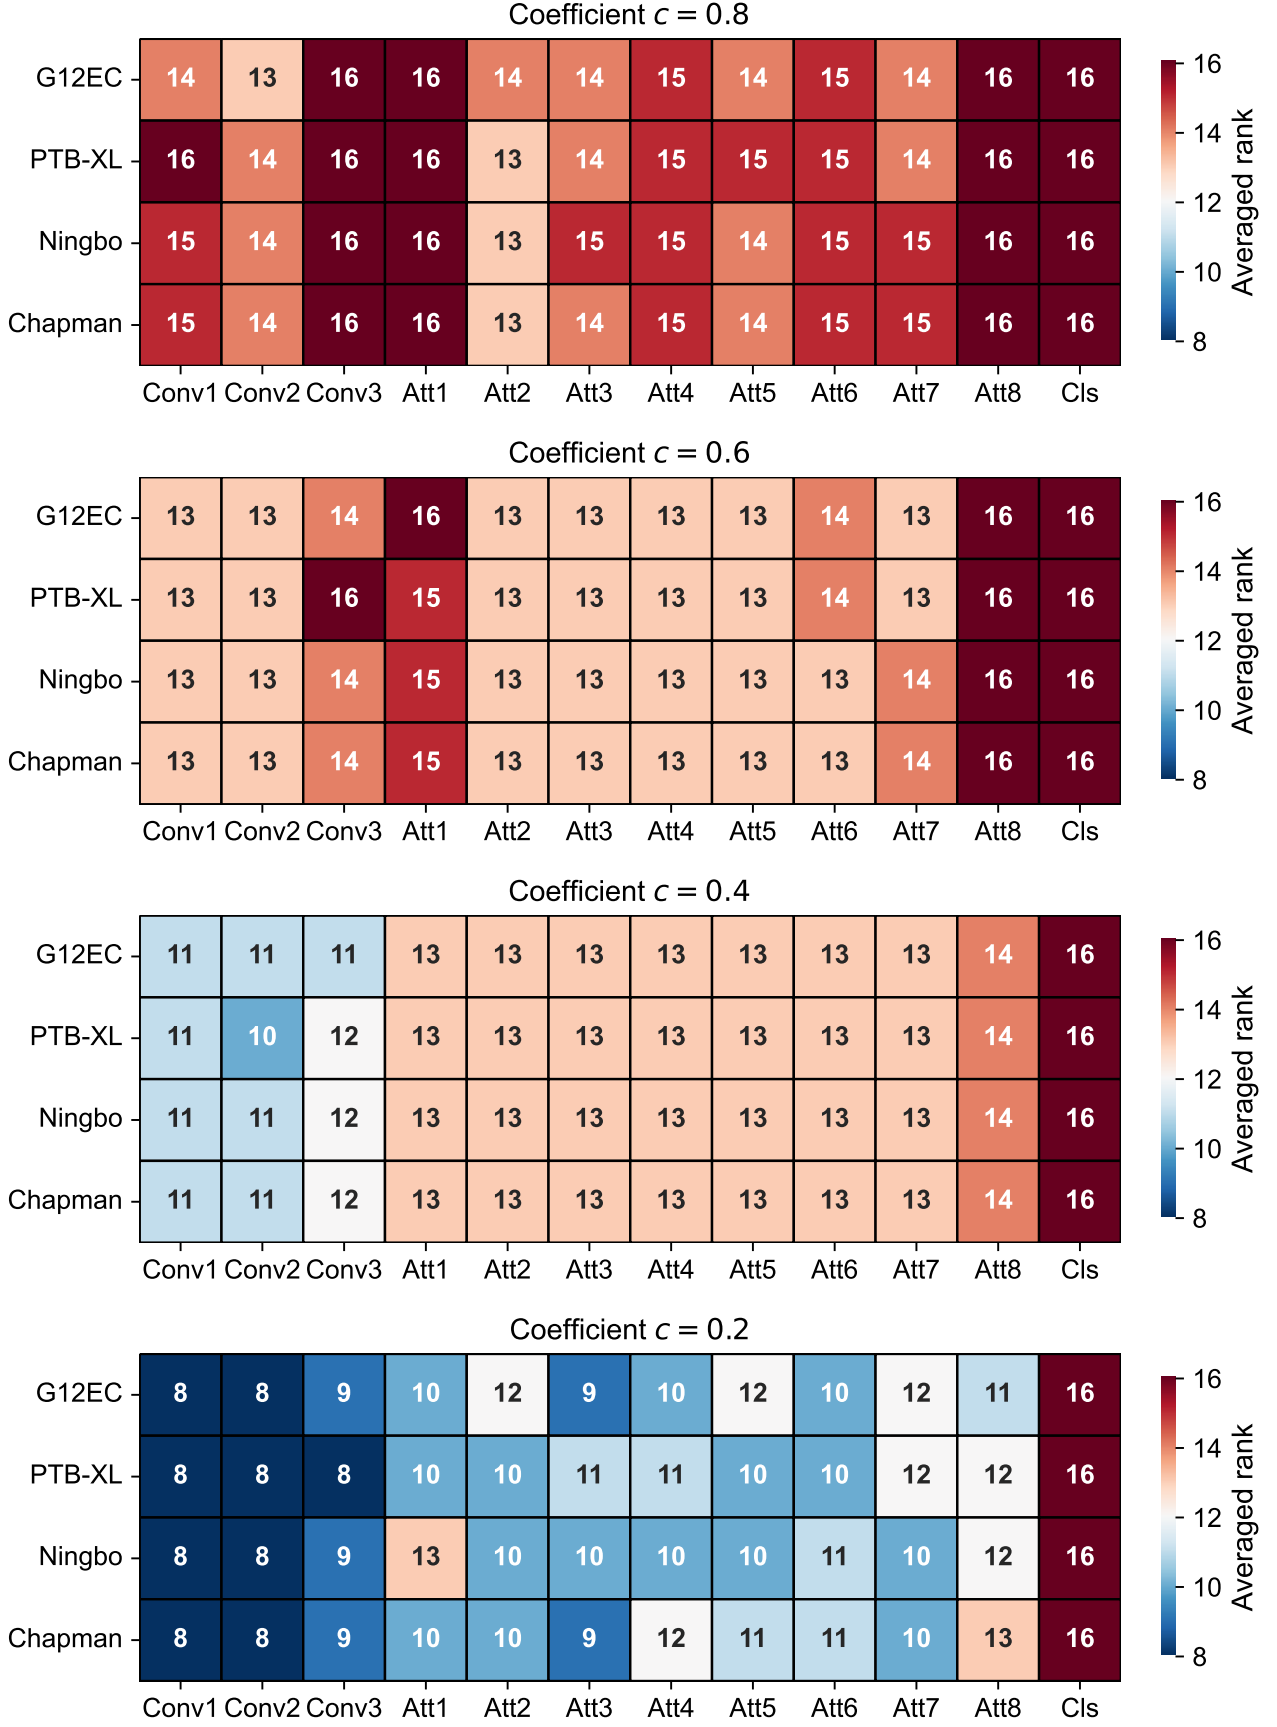 Coefficient c = 0.8
G12EC 14 13 16 16 14 14 15 14 15 14 16 16
PTB-XL 16 14 16 16 13 14 15 15 15 14 16 16
Ningbo 15 14 16 16 13 15 15 14 15 15 16 16
Chapman 15 14 16 16 13 14 15 14 15 15 16 16
Conv1 Conv2 Conv3 Att1 Att2 Att3 Att4 Att5 Att6 Att7 Att8 Cls
16
14
12
10
8
Averaged rank
Coefficient c = 0.6
G12EC 13 13 14 16 13 13 13 13 14 13 16 16
PTB-XL 13 13 16 15 13 13 13 13 14 13 16 16
Ningbo 13 13 14 15 13 13 13 13 13 14 16 16
Chapman 13 13 14 15 13 13 13 13 13 14 16 16
Conv1 Conv2 Conv3 Att1 Att2 Att3 Att4 Att5 Att6 Att7 Att8 Cls
16
14
12
10
8
Averaged rank
Coefficient c = 0.4
G12EC 11 11 11 13 13 13 13 13 13 13 14 16
PTB-XL 11 10 12 13 13 13 13 13 13 13 14 16
Ningbo 11 11 12 13 13 13 13 13 13 13 14 16
Chapman 11 11 12 13 13 13 13 13 13 13 14 16
Conv1 Conv2 Conv3 Att1 Att2 Att3 Att4 Att5 Att6 Att7 Att8 Cls
16
14
12
10
8
Averaged rank
Coefficient c = 0.2
G12EC 8 8 9 10 12 9 10 12 10 12 11 16
PTB-XL 8 8 8 10 10 11 11 10 10 12 12 16
Ningbo 8 8 9 13 10 10 10 10 11 10 12 16
Chapman 8 8 9 10 10 9 12 11 11 10 13 16
Conv1 Conv2 Conv3 Att1 Att2 Att3 Att4 Att5 Att6 Att7 Att8 Cls
16
14
12
10
8
Averaged rank